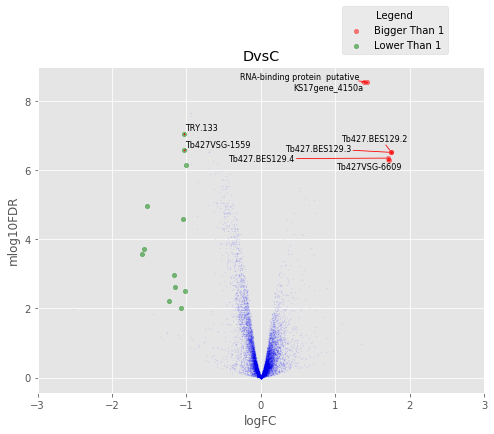 Legend
Bigger Than 1
Lower Than 1
DvsC
RNA-binding protein putative
KS17gene_4150a
TRY.133
Tb427VSG-1559
Tb427.BES129.2
Tb427.BES129.3
Tb427.BES129.4
Tb427VSG-6609
mlog10FDR
8
6
4
2
0
−3
−2
−1
0
1
2
3
logFC